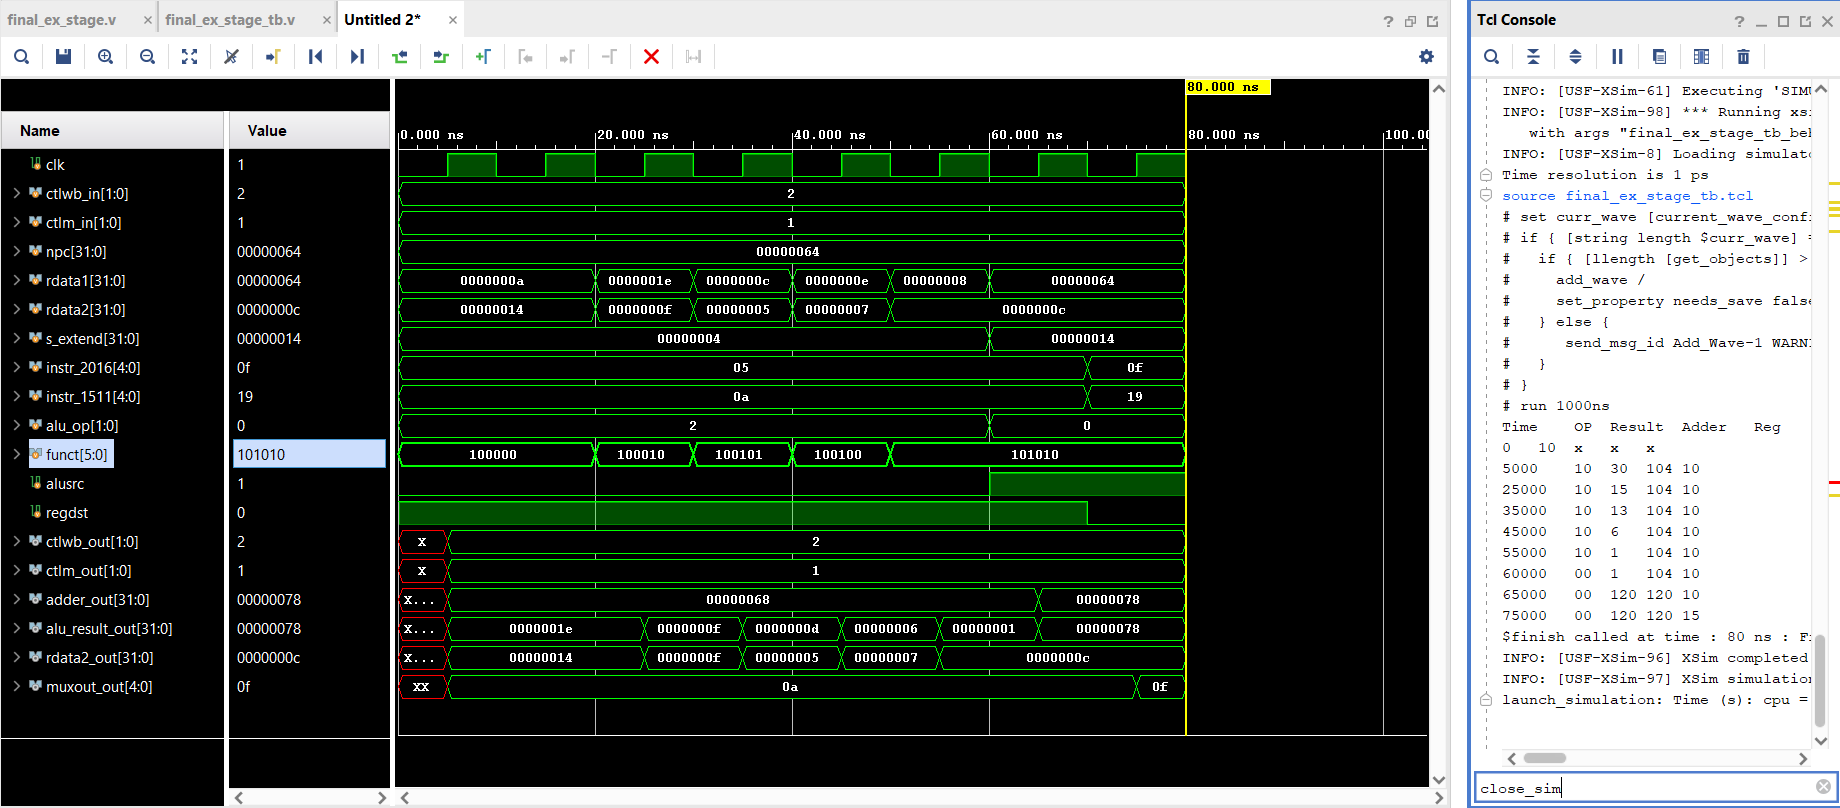 final_ex_stage.v × final_ex_stage_tb.v × Untitled 2* ×
Tcl Console
80.000 ns
Name Value
0.000 ns 20.000 ns 40.000 ns 60.000 ns 80.000 ns 100.0
clk 1
ctlwb_in[1:0] 2 2
ctlm_in[1:0] 1 1
npc[31:0] 00000064 00000064
rdata1[31:0] 00000064 0000000a 0000001e 0000000c 0000000e 00000008 00000064
rdata2[31:0] 0000000c 00000014 0000000f 00000005 00000007 0000000c
s_extend[31:0] 00000014 00000004 00000014
instr_2016[4:0] 0f 05 0f
instr_1511[4:0] 19 0a 19
alu_op[1:0] 0 2 0
funct[5:0] 101010 100000 100010 100101 100100 101010
alusrc 1
regdst 0
ctlwb_out[1:0] 2 X 2
ctlm_out[1:0] 1 X 1
adder_out[31:0] 00000078 X... 00000068 00000078
alu_result_out[31:0] 00000078 X... 0000001e 0000000f 0000000d 00000006 00000001 00000078
rdata2_out[31:0] 0000000c X... 00000014 0000000f 00000005 00000007 0000000c
muxout_out[4:0] 0f XX 0a 0f
INFO: [USF-XSim-61] Executing 'SIMU
INFO: [USF-XSim-98] *** Running xsi
with args "final_ex_stage_tb_beh
INFO: [USF-XSim-8] Loading simulato
Time resolution is 1 ps
source final_ex_stage_tb.tcl
# set curr_wave [current_wave_confi
# if { [string length $curr_wave] =
# if { [llength [get_objects]] >
# add_wave /
# set_property needs_save false
# } else {
# send_msg_id Add_Wave-1 WARNI
# }
# }
# run 1000ns
Time OP Result Adder Reg
0 10 x x x
5000 10 30 104 10
25000 10 15 104 10
35000 10 13 104 10
45000 10 6 104 10
55000 10 1 104 10
60000 00 1 104 10
65000 00 120 120 10
75000 00 120 120 15
$finish called at time : 80 ns : Fi
INFO: [USF-XSim-96] XSim completed
INFO: [USF-XSim-97] XSim simulation
launch_simulation: Time (s): cpu =
close_sim